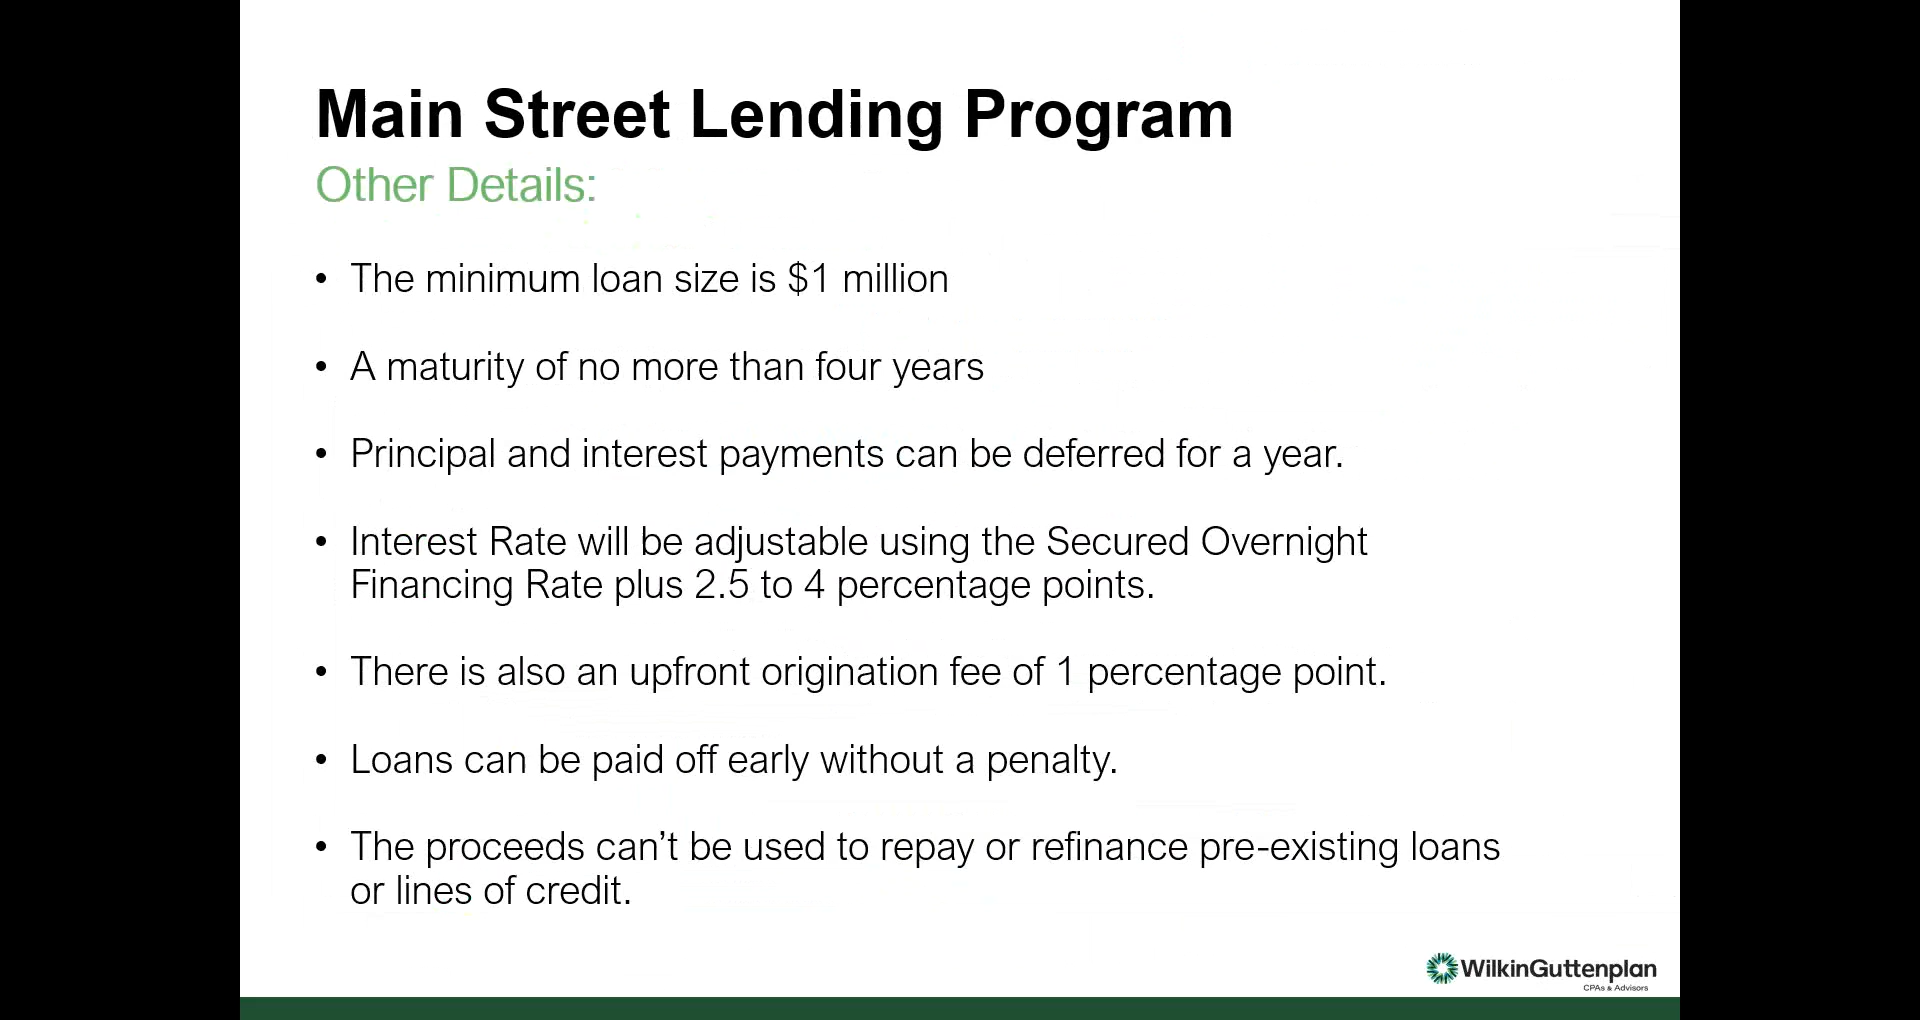 Main Street Lending Program
Other Details:
• The minimum loan size is $1 million
• A maturity of no more than four years
• Principal and interest payments can be deferred for a year.
• Interest Rate will be adjustable using the Secured Overnight
Financing Rate plus 2.5 to 4 percentage points.
• There is also an upfront origination fee of 1 percentage point.
• Loans can be paid off early without a penalty.
• The proceeds can’t be used to repay or refinance pre-existing loans
or lines of credit.
WilkinGuttenplan
CPAs & Advisors